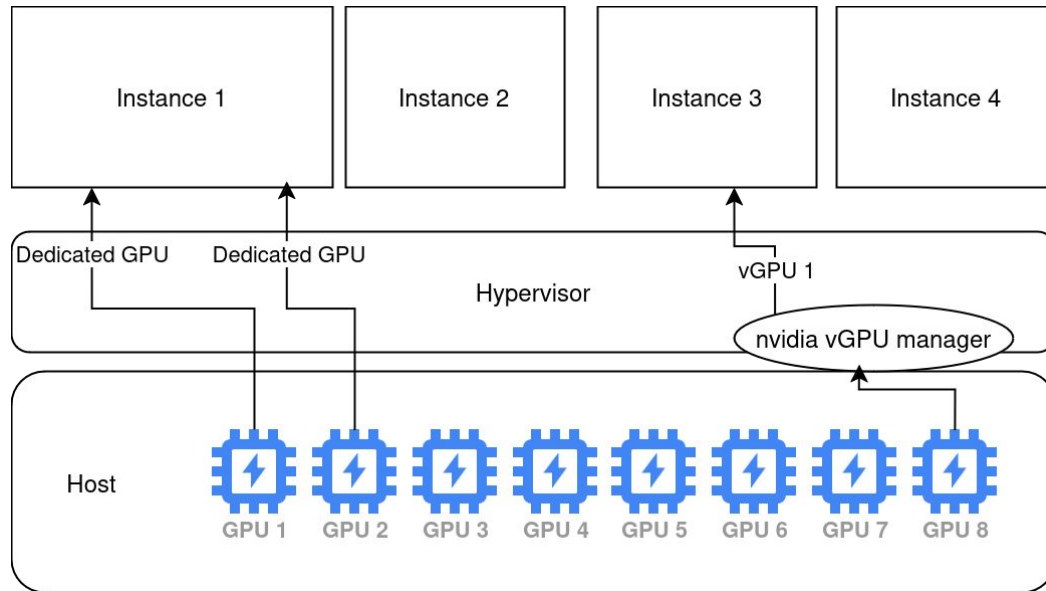 Instance 1
Instance 2
Instance 3
Instance 4
Dedicated GPU
Dedicated GPU
vGPU 1
Hypervisor
nvidia vGPU manager
Host
GPU 1
GPU 2
GPU 3
GPU 4
GPU 5
GPU 6
GPU 7
GPU 8